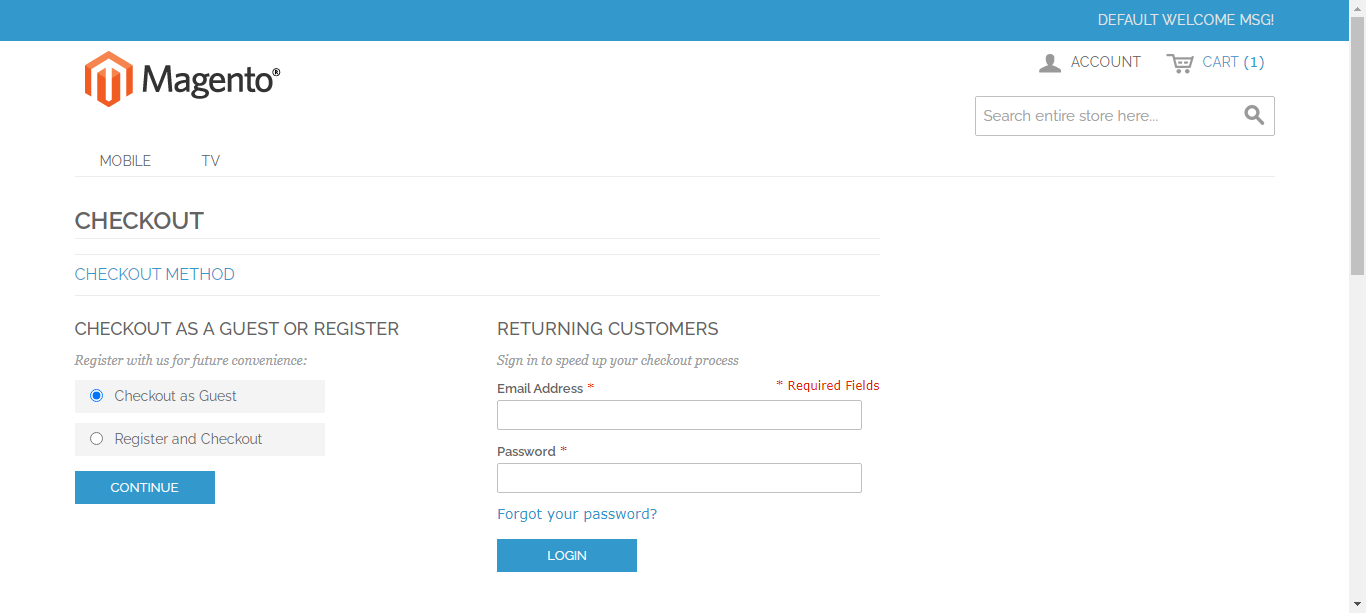 DEFAULT WELCOME MSG!
Magento®
ACCOUNT
CART (1)
Search entire store here...
MOBILE
TV
CHECKOUT
CHECKOUT METHOD
CHECKOUT AS A GUEST OR REGISTER
Register with us for future convenience:
Checkout as Guest
Register and Checkout
CONTINUE
RETURNING CUSTOMERS
Sign in to speed up your checkout process
* Required Fields
Email Address *
Password *
Forgot your password?
LOGIN